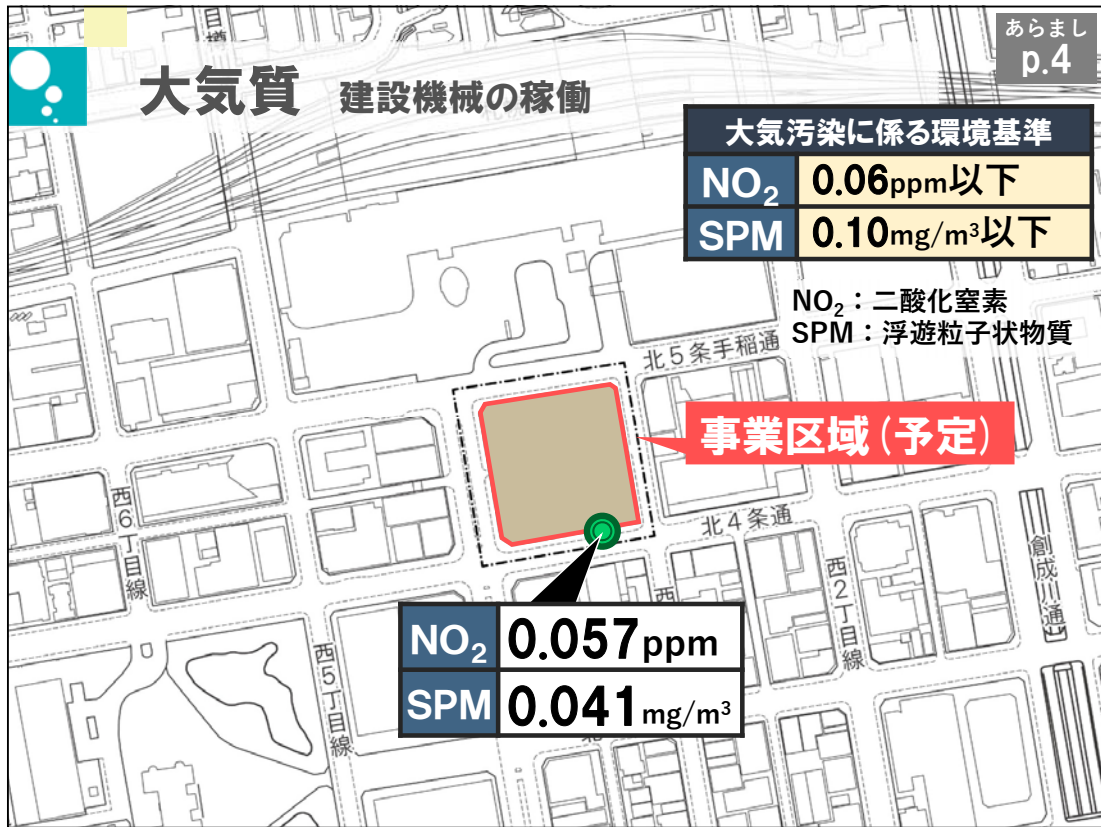 あらまし
p.4
大気質 建設機械の稼働
大気汚染に係る環境基準
NO₂ 0.06ppm以下
SPM 0.10mg/m³以下
NO₂：二酸化窒素
SPM：浮遊粒子状物質
北5条手稲通
事業区域(予定)
北4条通
西6丁目線
西5丁目線
西2丁目線
創成川通
NO₂ 0.057ppm
SPM 0.041mg/m³